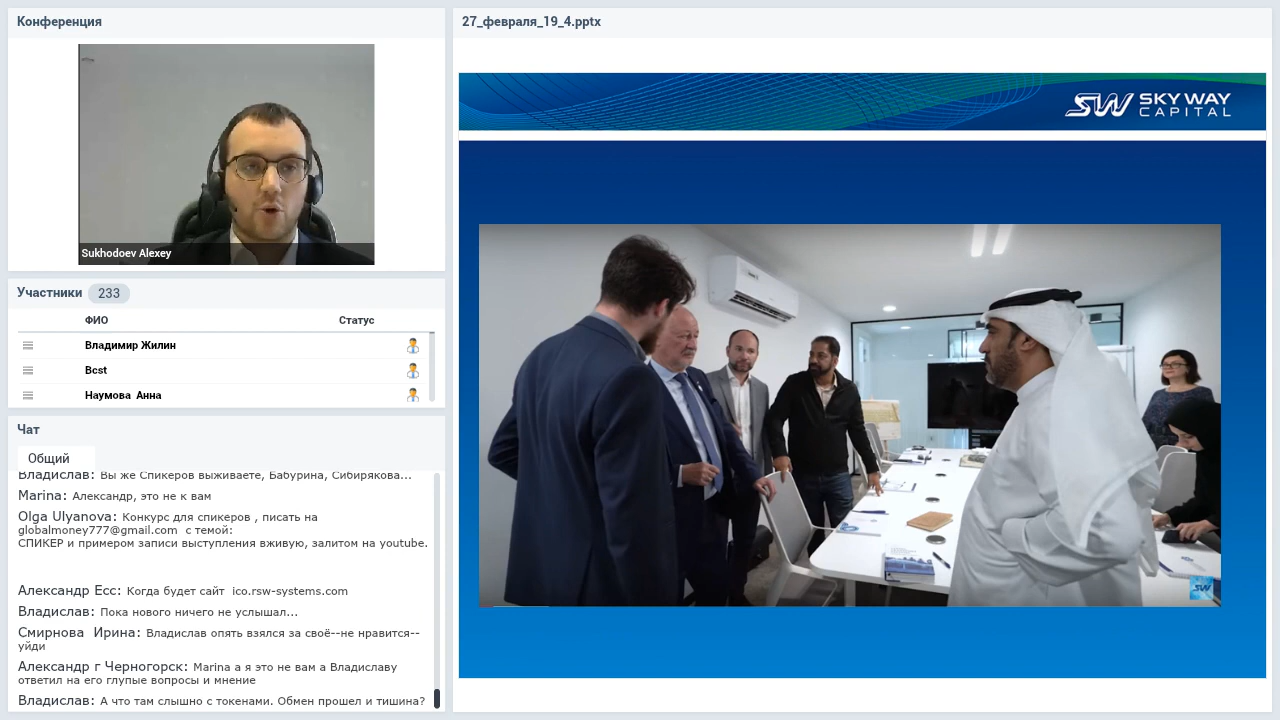 Конференция
Sukhodoev Alexey
Участники 233
ФИО Статус
Владимир Жилин
Bcst
Наумова Анна
Чат
Общий
Владислав: Вы же Спикеров выживаете, Бабурина, Сибирякова...
Marina: Александр, это не к вам
Olga Ulyanova: Конкурс для спикеров , писать на
globalmoney777@gmail.com с темой:
СПИКЕР и примером записи выступления вживую, залитом на youtube.
Александр Есс: Когда будет сайт ico.rsw-systems.com
Владислав: Пока нового ничего не услышал...
Смирнова Ирина: Владислав опять взялся за своё--не нравится--
уйди
Александр г Черногорск: Marina а я это не вам а Владиславу
ответил на его глупые вопросы и мнение
Владислав: А что там слышно с токенами. Обмен прошел и тишина?
27_февраля_19_4.pptx
SW SKY WAY
CAPITAL
SW